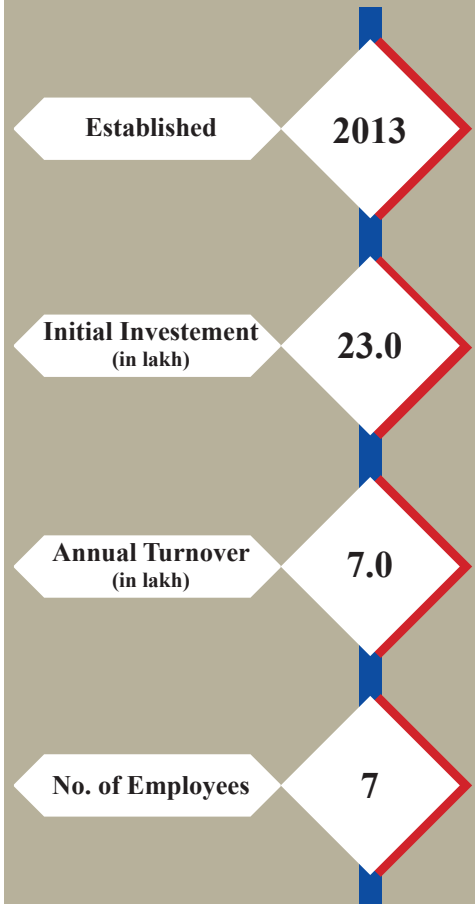 Established
2013
Initial Investement
(in lakh)
23.0
Annual Turnover
(in lakh)
7.0
No. of Employees
7